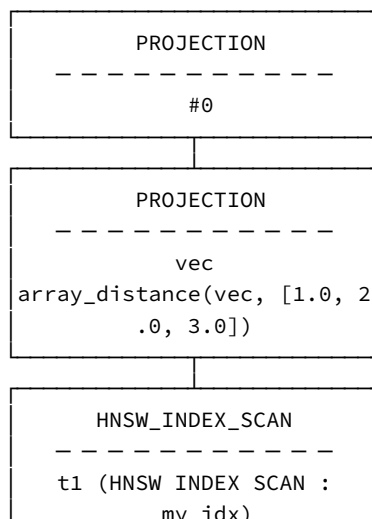 PROJECTION
#0
PROJECTION
vec
array_distance(vec, [1.0, 2
.0, 3.0])
HNSW_INDEX_SCAN
t1 (HNSW INDEX SCAN :
my_idx)